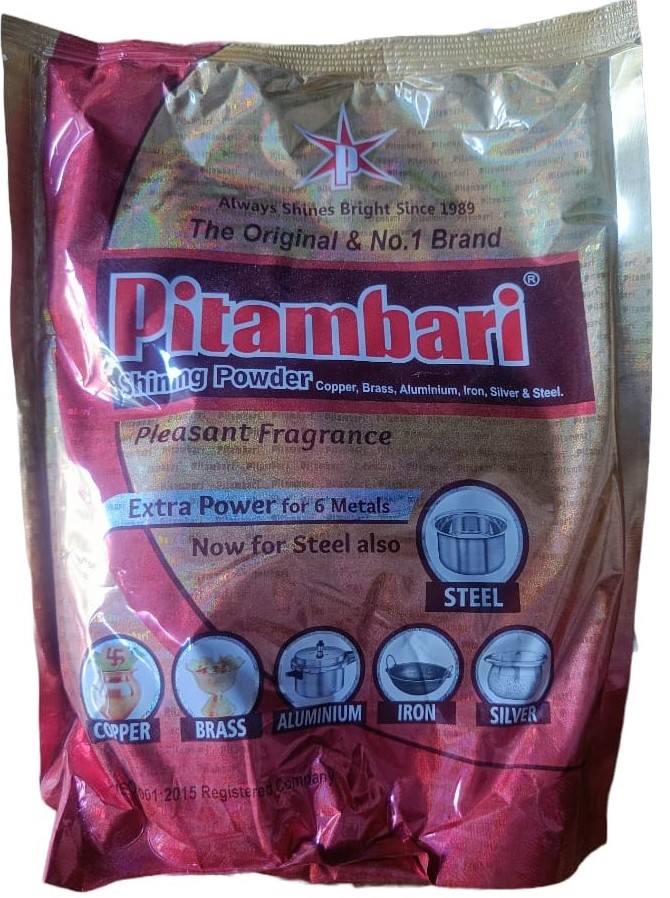 P
Always Shines Bright Since 1989
The Original & No.1 Brand
Pitambari®
Shining Powder Copper, Brass, Aluminium, Iron, Silver & Steel.
Pleasant Fragrance
Extra Power for 6 Metals
Now for Steel also
STEEL
COPPER BRASS ALUMINIUM IRON SILVER
9001:2015 Registered Company